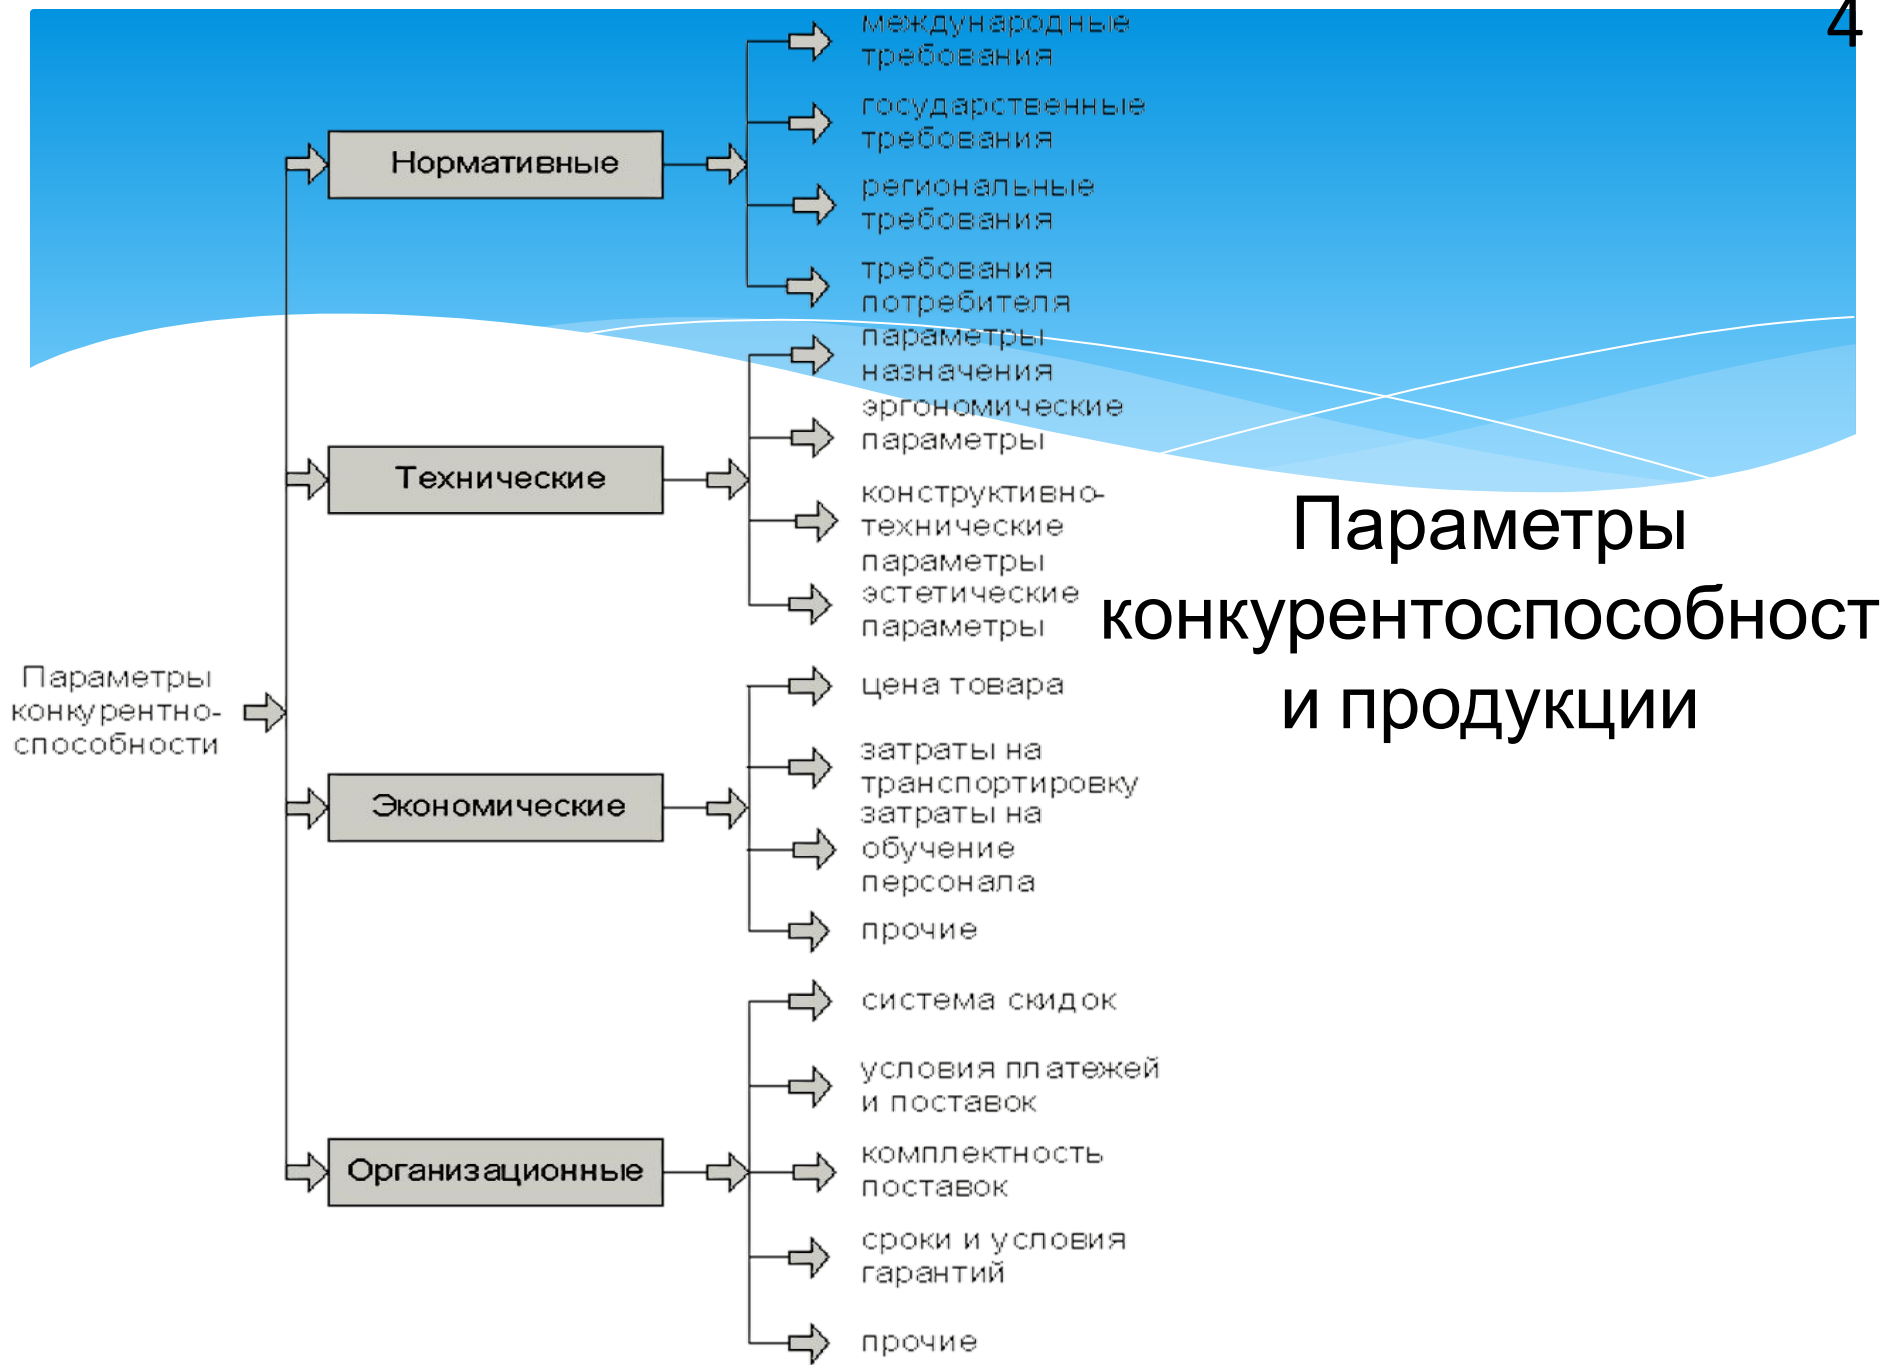 4
международные
требования
государственные
требования
Нормативные
региональные
требования
требования
потребителя
параметры
назначения
эргономические
параметры
Технические
конструктивно-
технические
параметры
эстетические
параметры
Параметры
конкурентно-
способности
цена товара
затраты на
транспортировку
Экономические
затраты на
обучение
персонала
прочие
система скидок
условия платежей
и поставок
Организационные
комплектность
поставок
сроки и условия
гарантий
прочие
Параметры
конкурентоспособност
и продукции